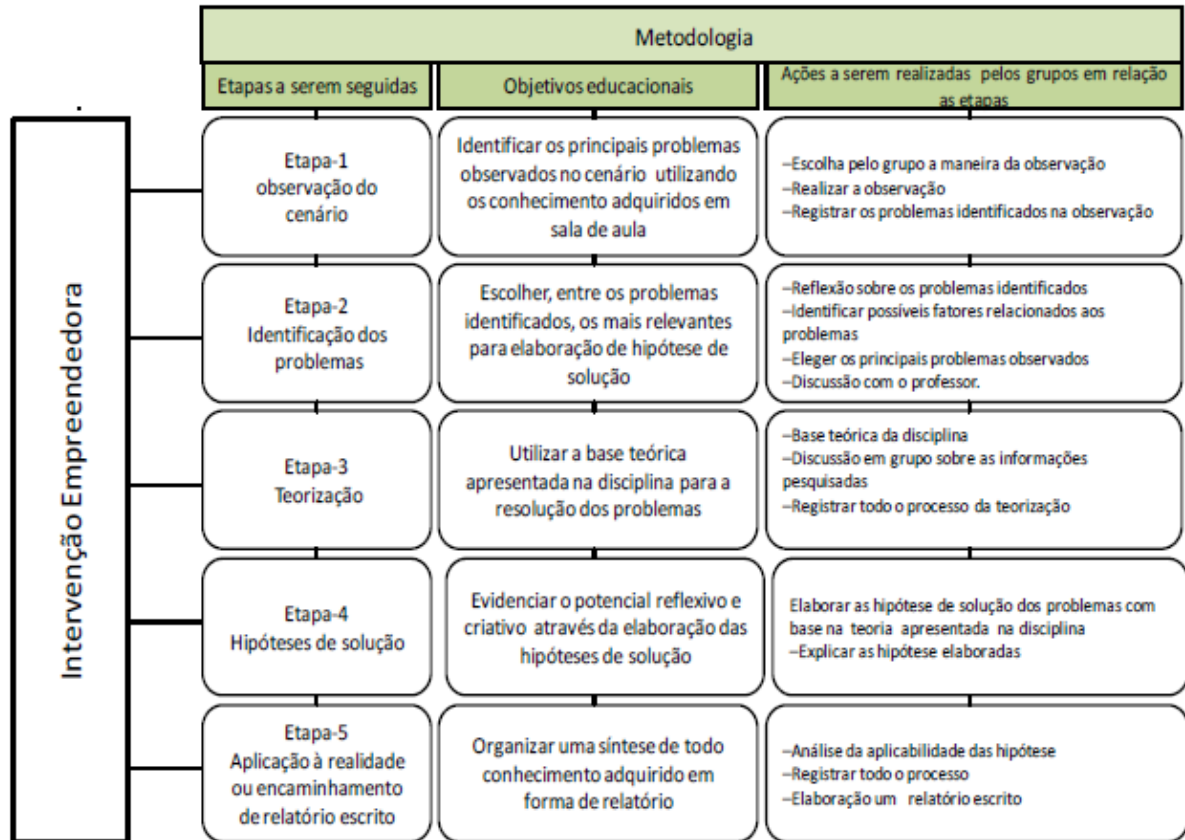 Metodologia
Etapas a serem seguidas
Objetivos educacionais
Ações a serem realizadas pelos grupos em relação
as etapas
Intervenção Empreendedora
Etapa-1
observação do
cenário
Identificar os principais problemas
observados no cenário utilizando
os conhecimento adquiridos em
sala de aula
–Escolha pelo grupo a maneira da observação
–Realizar a observação
–Registrar os problemas identificados na observação
Etapa-2
Identificação dos
problemas
Escolher, entre os problemas
identificados, os mais relevantes
para elaboração de hipótese de
solução
–Reflexão sobre os problemas identificados
–Identificar possíveis fatores relacionados aos
problemas
–Eleger os principais problemas observados
–Discussão com o professor.
Etapa-3
Teorização
Utilizar a base teórica
apresentada na disciplina para a
resolução dos problemas
–Base teórica da disciplina
–Discussão em grupo sobre as informações
pesquisadas
–Registrar todo o processo da teorização
Etapa-4
Hipóteses de solução
Evidenciar o potencial reflexivo e
criativo através da elaboração das
hipóteses de solução
Elaborar as hipótese de solução dos problemas com
base na teoria apresentada na disciplina
–Explicar as hipótese elaboradas
Etapa-5
Aplicação à realidade
ou encaminhamento
de relatório escrito
Organizar uma síntese de todo
conhecimento adquirido em
forma de relatório
–Análise da aplicabilidade das hipótese
–Registrar todo o processo
–Elaboração um relatório escrito